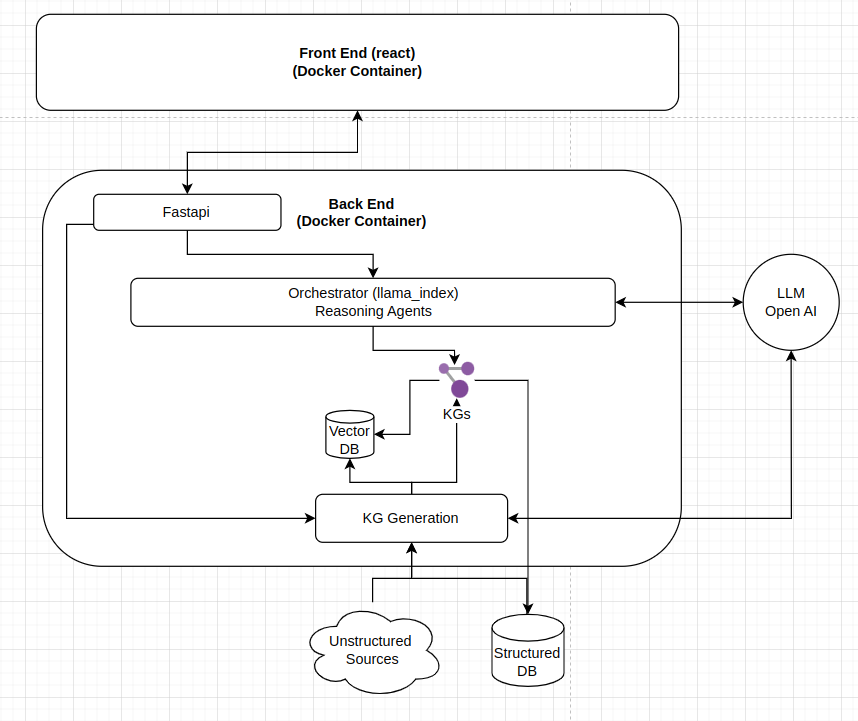 Front End (react)
(Docker Container)
Fastapi
Back End
(Docker Container)
Orchestrator (llama_index)
Reasoning Agents
LLM
Open AI
KGs
Vector
DB
KG Generation
Unstructured
Sources
Structured
DB